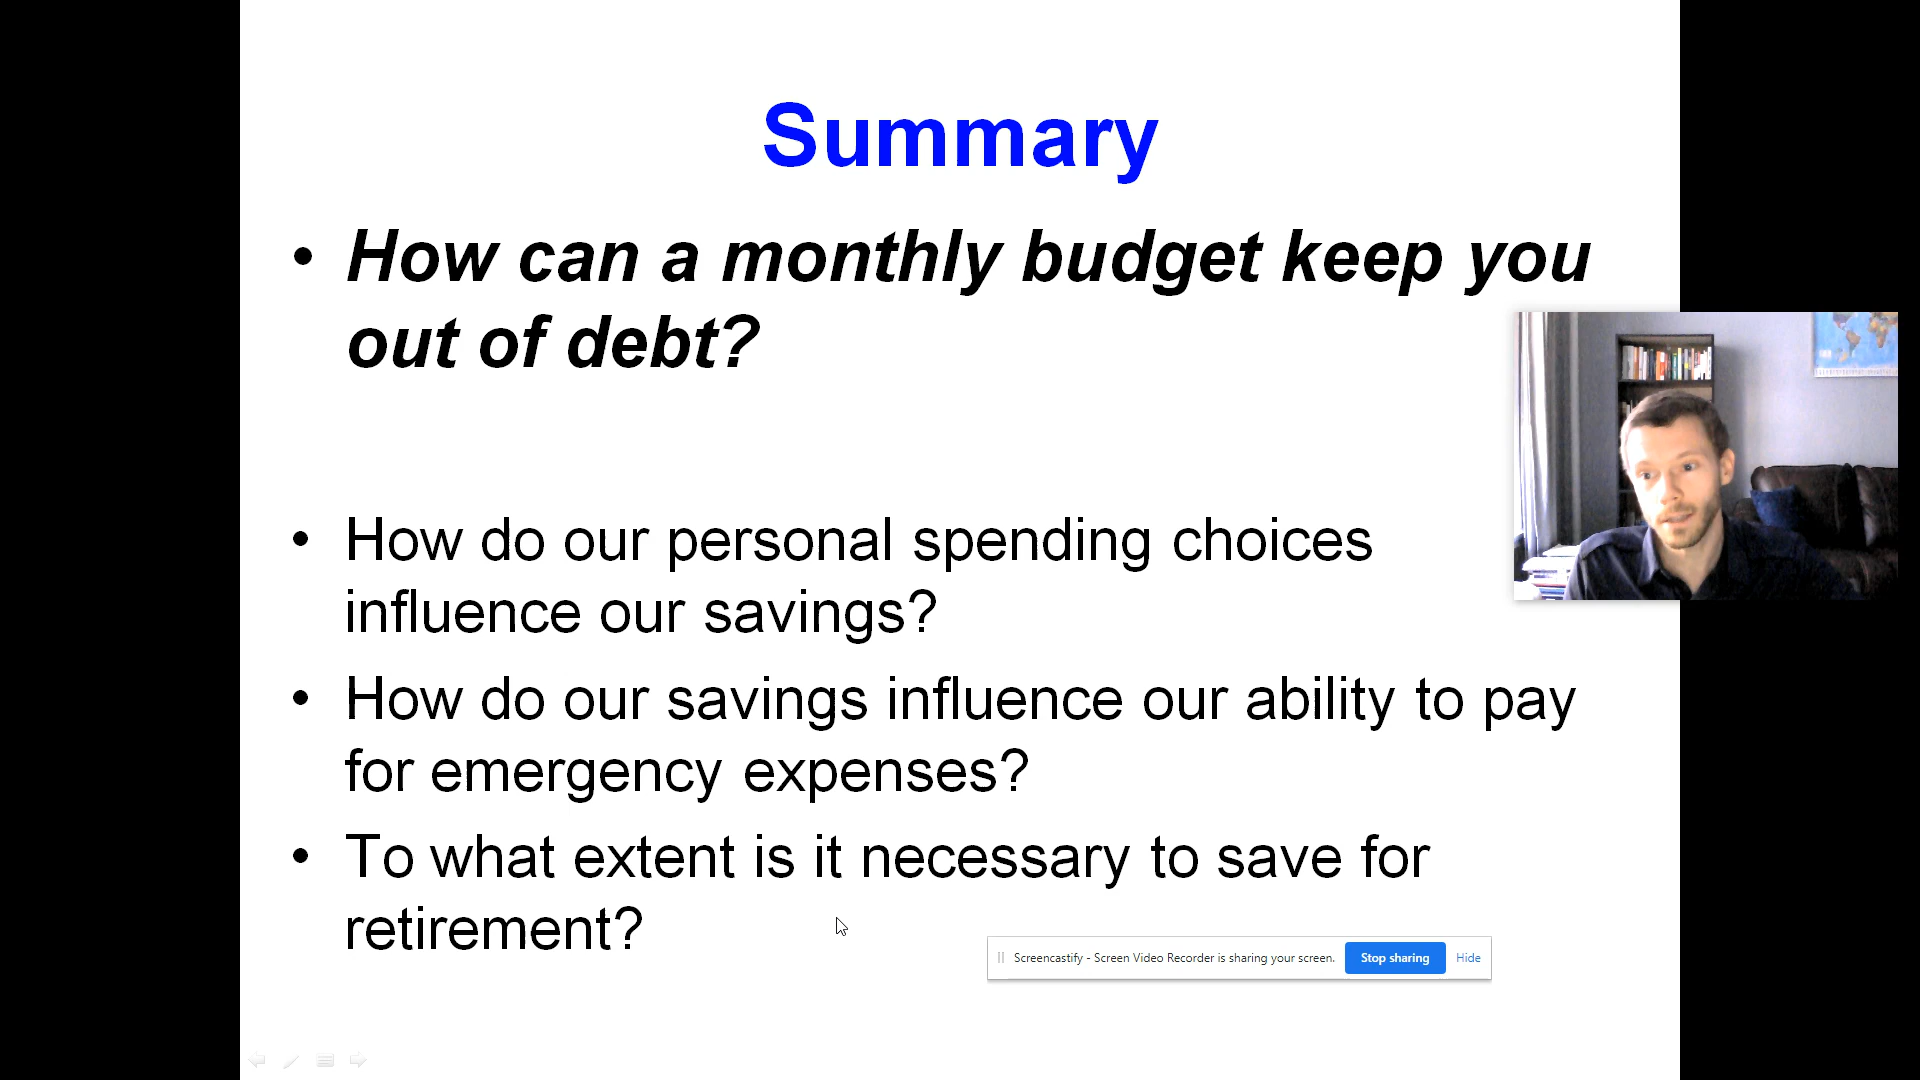 Summary
• How can a monthly budget keep you
out of debt?
• How do our personal spending choices
influence our savings?
• How do our savings influence our ability to pay
for emergency expenses?
• To what extent is it necessary to save for
retirement?
Screencastify - Screen Video Recorder is sharing your screen. Stop sharing Hide